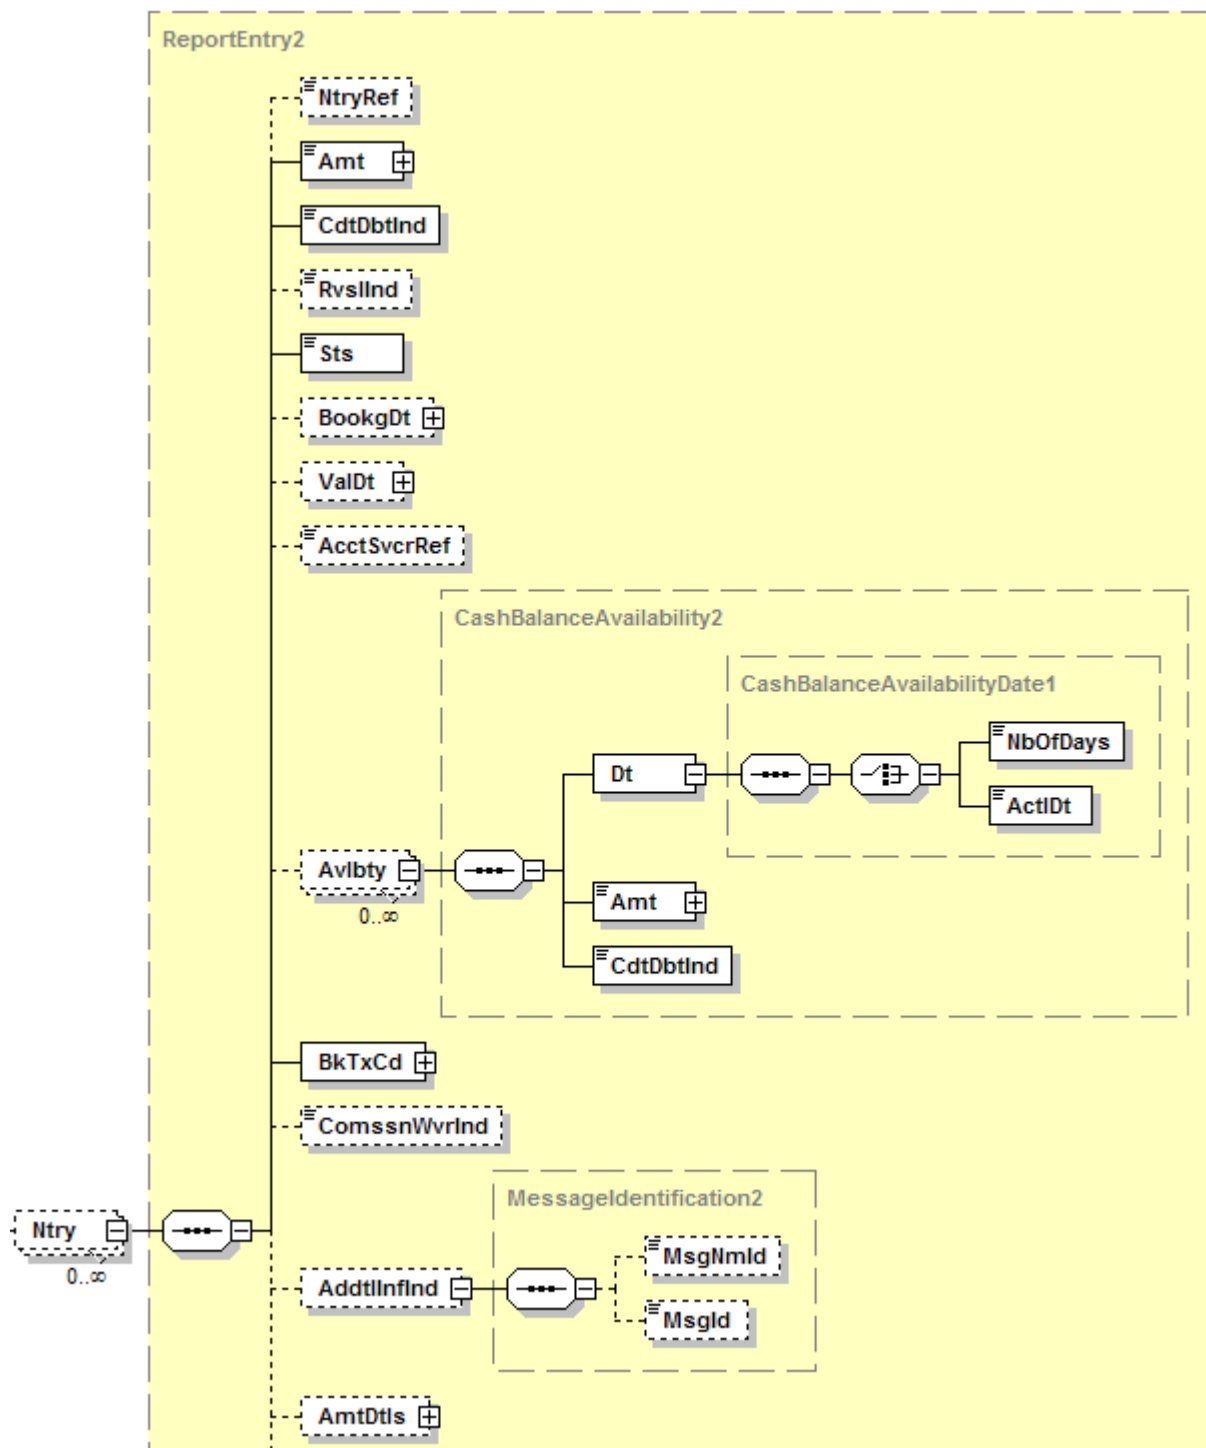 ReportEntry2
NtryRef
Amt
CdtDbtInd
RvslInd
Sts
BookgDt
ValDt
AcctSvcrRef
CashBalanceAvailability2
CashBalanceAvailabilityDate1
NbOfDays
Dt
ActlDt
Avlbty
0..∞
Amt
CdtDbtInd
BkTxCd
ComssnWvrInd
MessageIdentification2
Ntry
0..∞
MsgNmId
AddtlInfInd
MsgId
AmtDtls